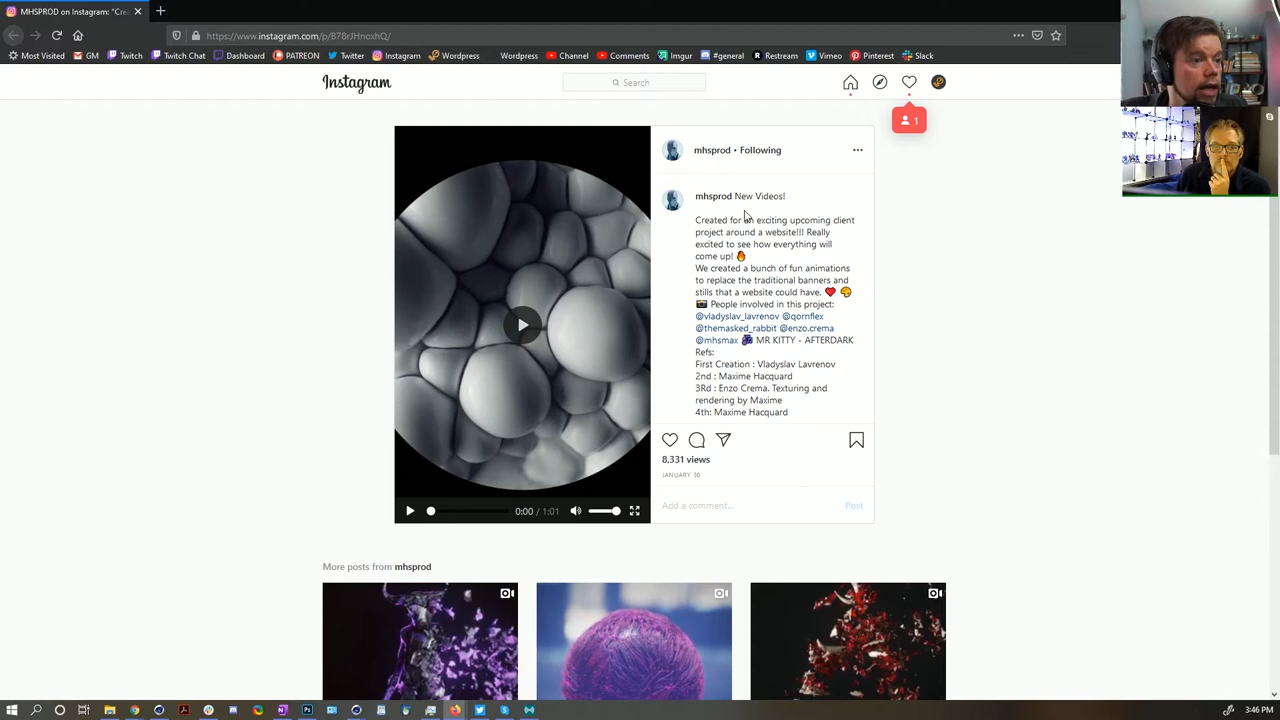 MHSPROD on Instagram: "Cre
https://www.instagram.com/p/B78rJHnoxhQ/
Most Visited GM Twitch Twitch Chat Dashboard PATREON Twitter Instagram Wordpress Wordpress Channel Comments Imgur #general Restream Vimeo Pinterest Slack
Instagram
Search
1
mhsprod • Following
mhsprod New Videos!
Created for an exciting upcoming client
project around a website!!! Really
excited to see how everything will
come up! 🔥
We created a bunch of fun animations
to replace the traditional banners and
stills that a website could have.
People involved in this project:
@vladyslav_lavrenov @qornflex
@themasked_rabbit @enzo.crema
@mhsmax MR KITTY - AFTERDARK
Refs:
First Creation : Vladyslav Lavrenov
2nd : Maxime Hacquard
3Rd : Enzo Crema. Texturing and
rendering by Maxime
4th: Maxime Hacquard
8,331 views
JANUARY 30
0:00 / 1:01
Add a comment...
Post
More posts from mhsprod
3:46 PM